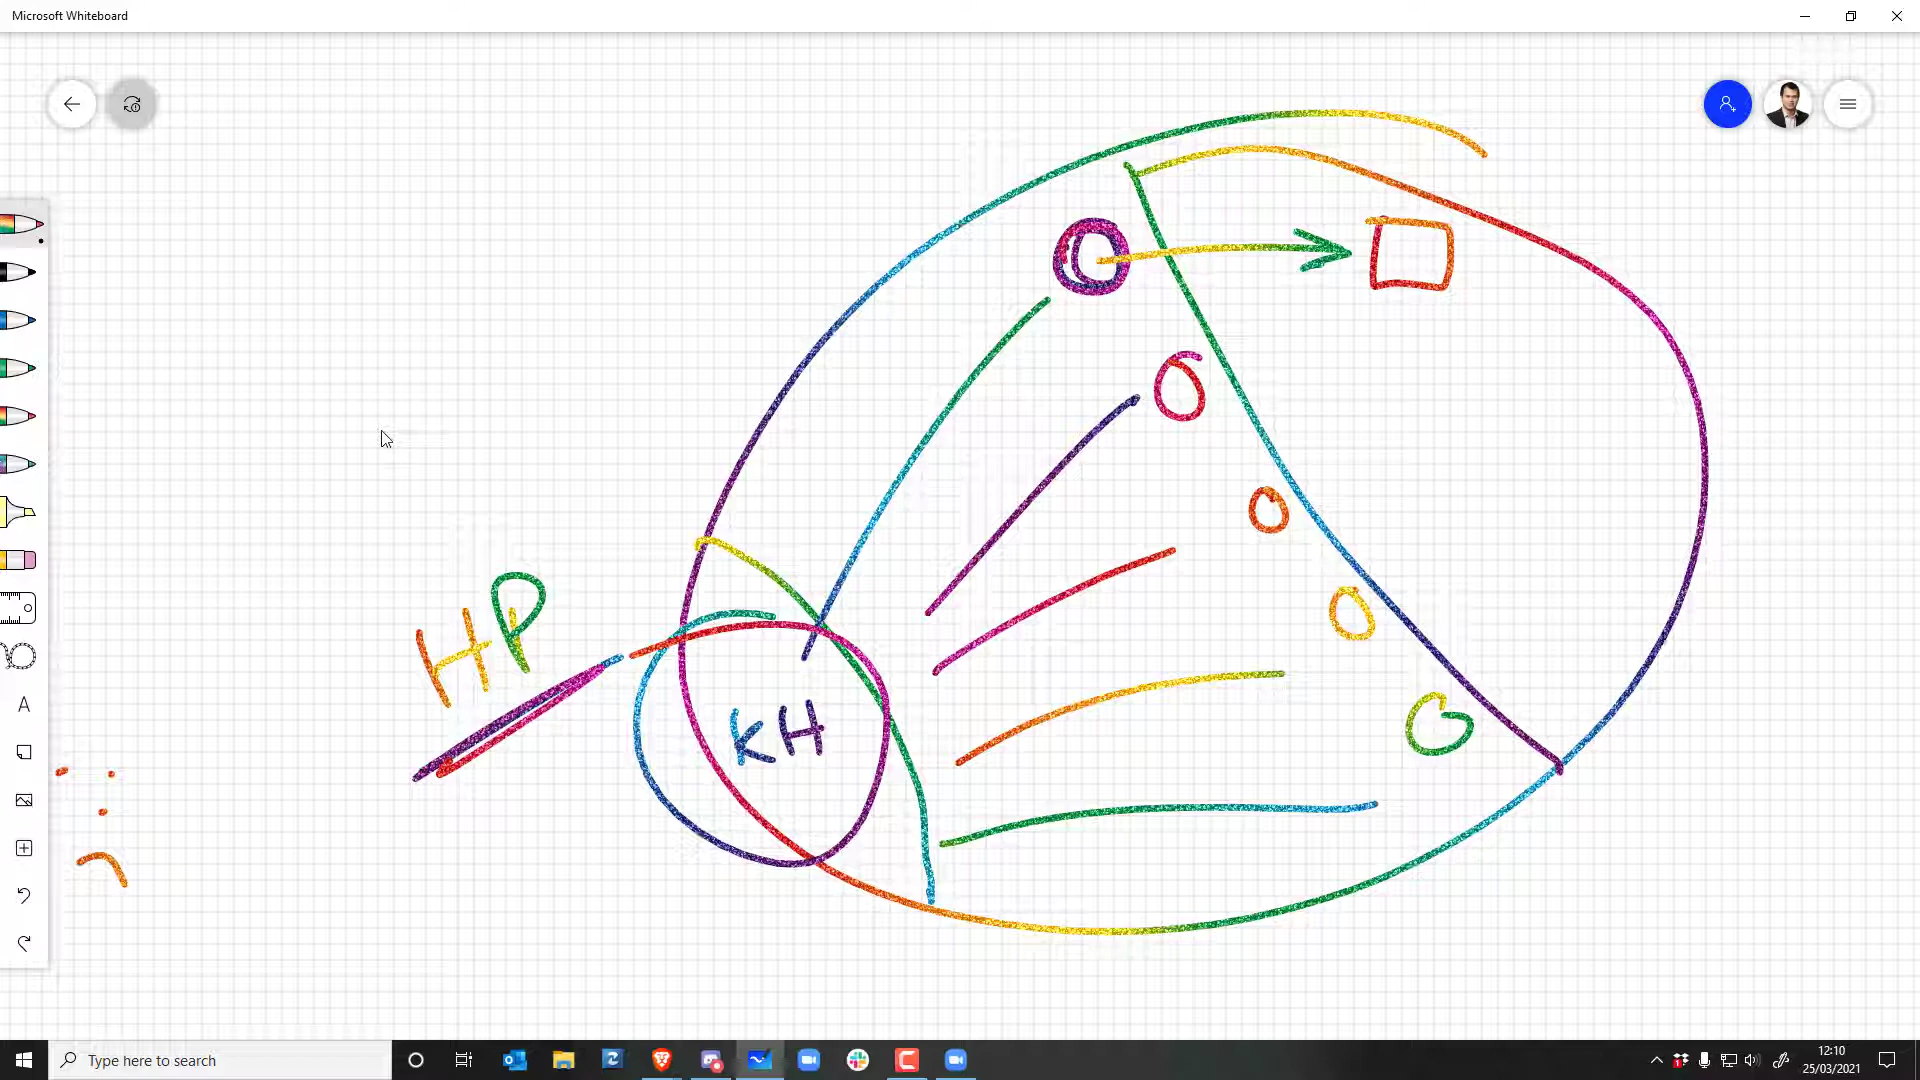 Microsoft Whiteboard
HP
KH
A
Type here to search
12:10
25/03/2021